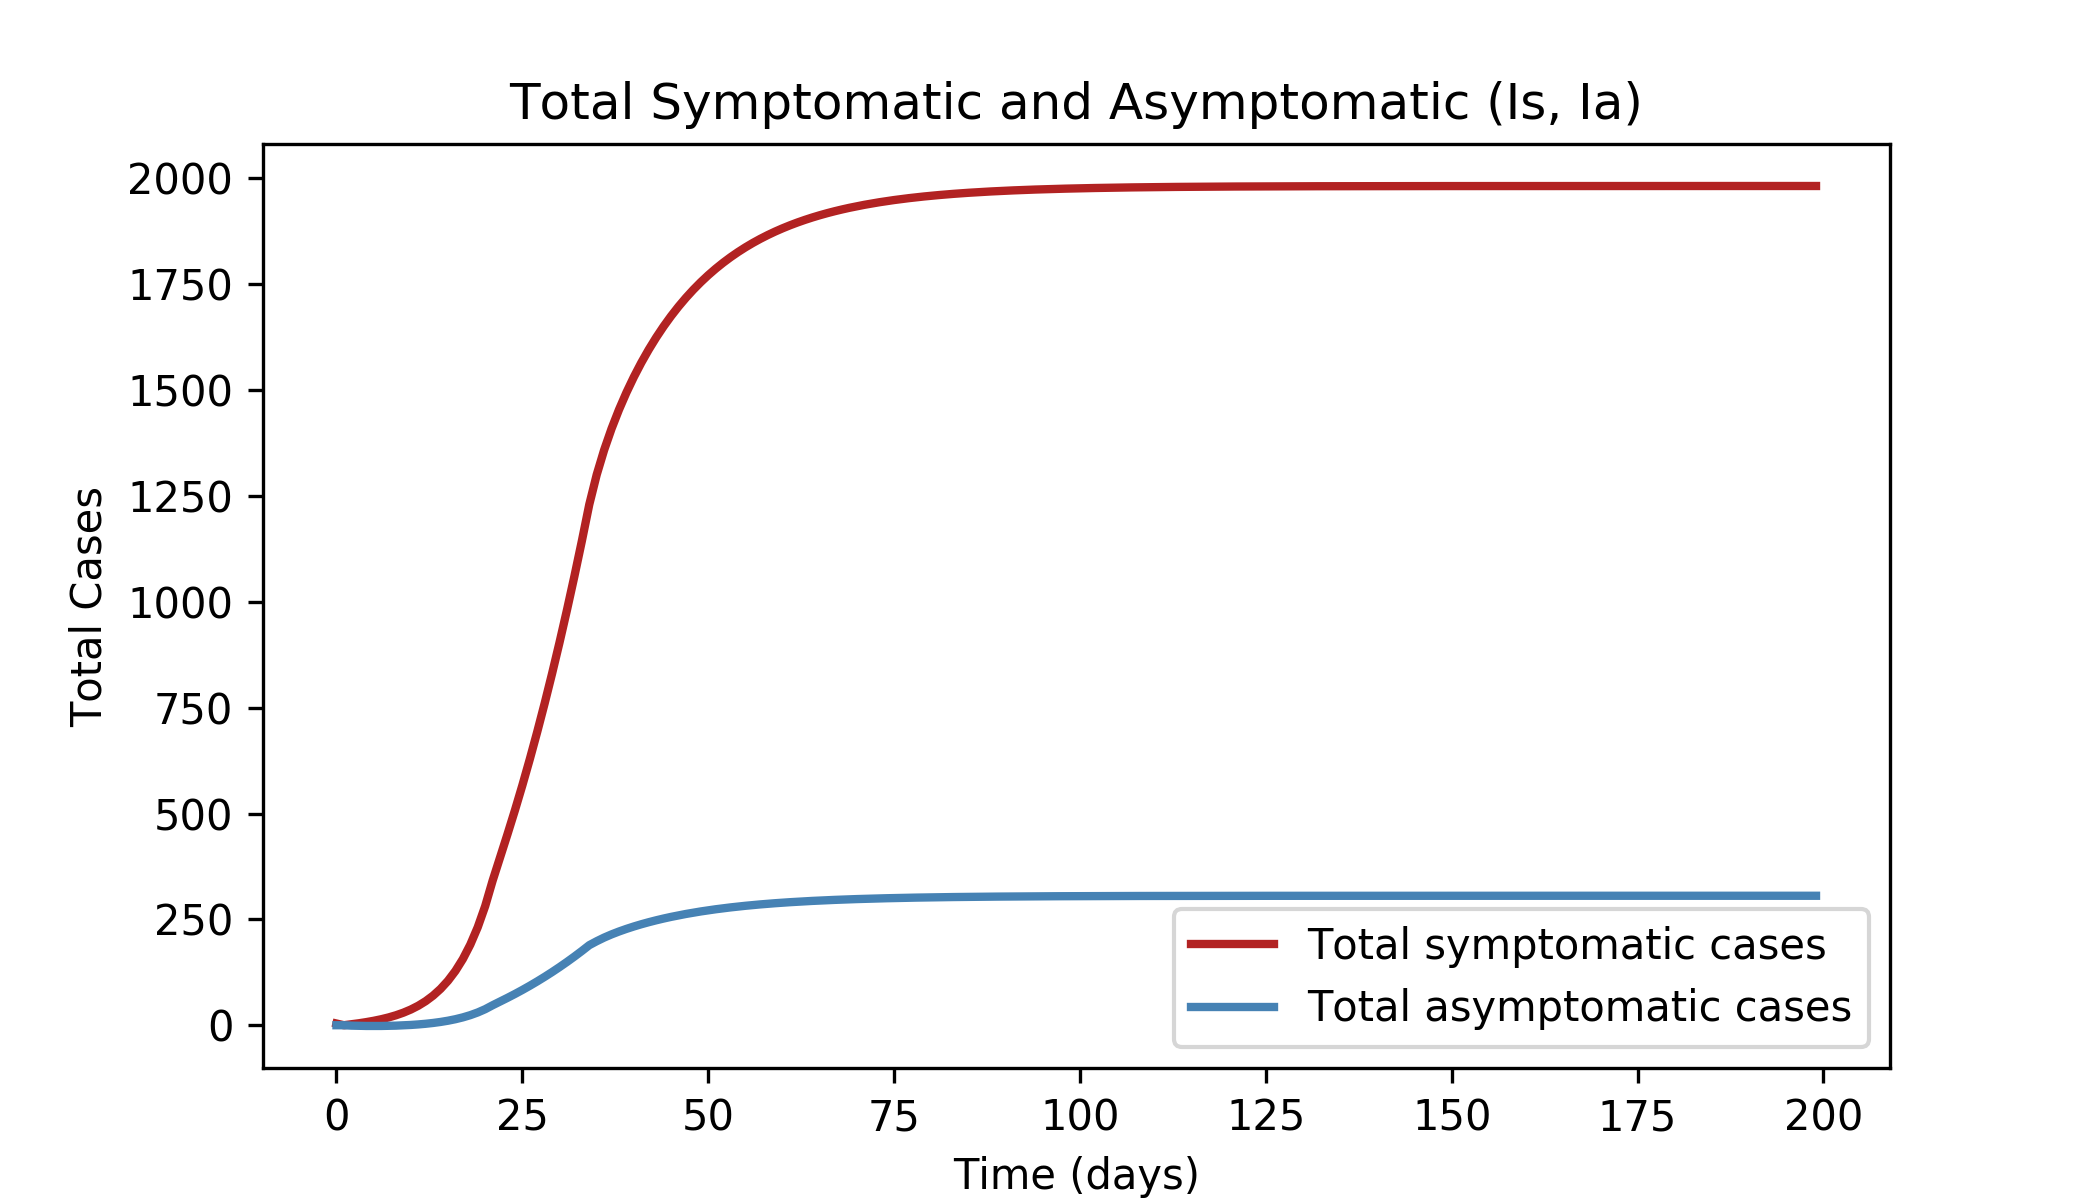 Total Symptomatic and Asymptomatic (Is, Ia)
2000
1750
1500
1250
1000
750
500
250
0
Total Cases
Total symptomatic cases
Total asymptomatic cases
0 25 50 75 100 125 150 175 200
Time (days)